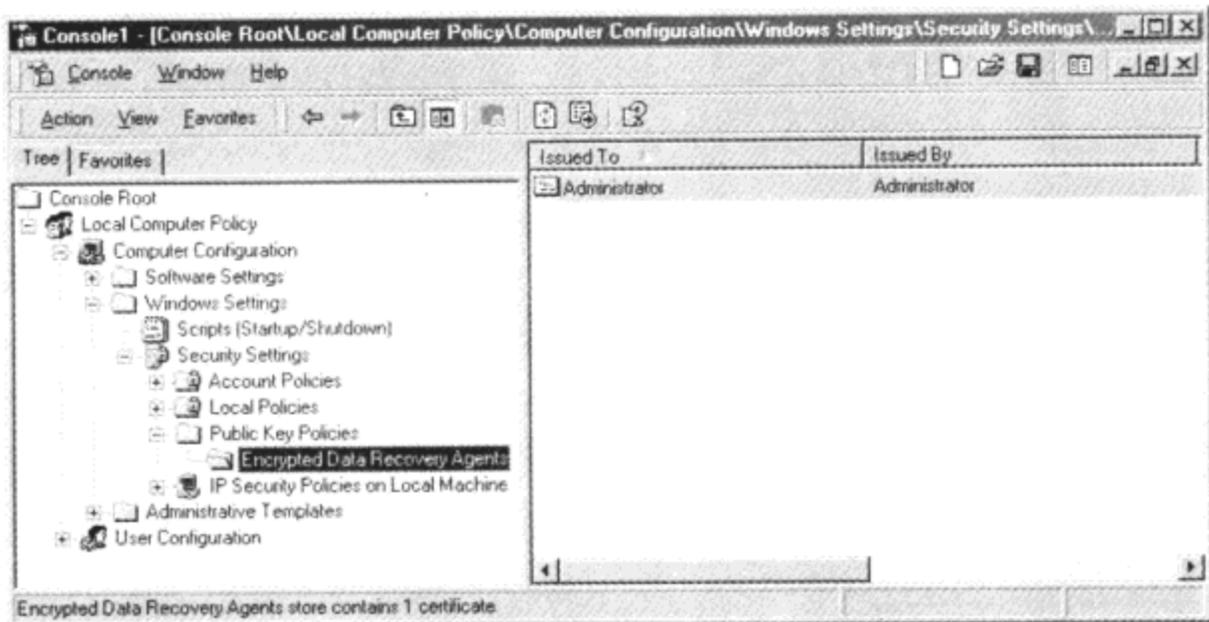 Console1 - [Console Root\Local Computer Policy\Computer Configuration\Windows Settings\Security Settings\...
Console Window Help
Action View Favorites
Tree Favorites
Issued To Issued By
Administrator Administrator
Console Root
Local Computer Policy
Computer Configuration
Software Settings
Windows Settings
Scripts (Startup/Shutdown)
Security Settings
Account Policies
Local Policies
Public Key Policies
Encrypted Data Recovery Agents
IP Security Policies on Local Machine
Administrative Templates
User Configuration
Encrypted Data Recovery Agents store contains 1 certificate.